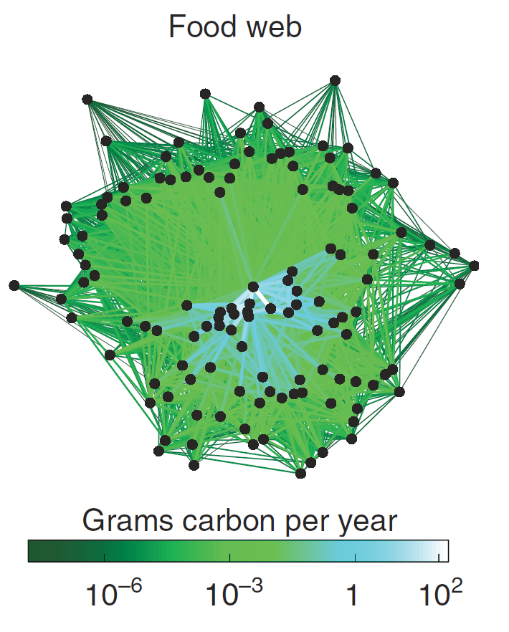 Food web
Grams carbon per year
10⁻⁶ 10⁻³ 1 10²